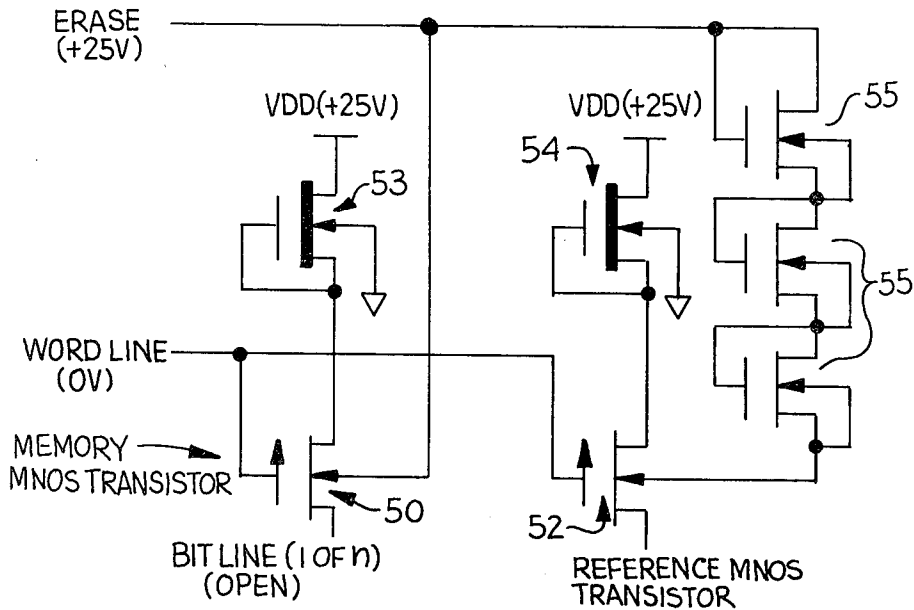 ERASE
(+25V)
VDD(+25V)
VDD(+25V)
55
54
53
55
WORD LINE
(0V)
MEMORY
MNOS TRANSISTOR
50
52
BIT LINE (1 OF n)
(OPEN)
REFERENCE MNOS
TRANSISTOR